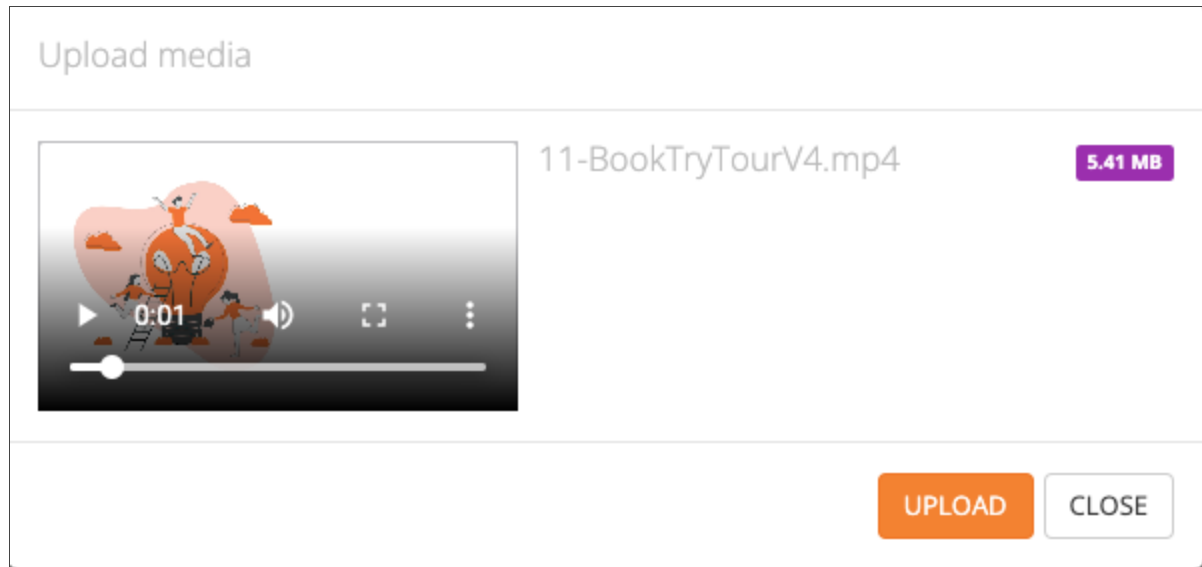 Upload media
11-BookTryTourV4.mp4
5.41 MB
0:01
UPLOAD
CLOSE